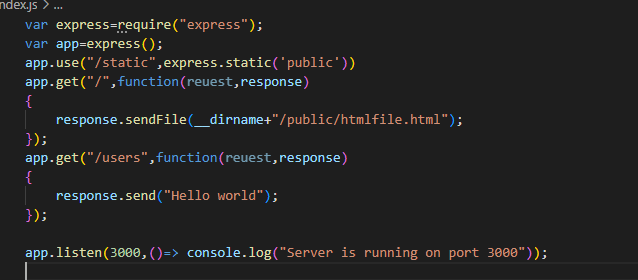 index.js > ...
var express=require("express");
var app=express();
app.use("/static",express.static('public'))
app.get("/",function(reuest,response)
{
    response.sendFile(__dirname+"/public/htmlfile.html");
});
app.get("/users",function(reuest,response)
{
    response.send("Hello world");
});
app.listen(3000,()=> console.log("Server is running on port 3000"));